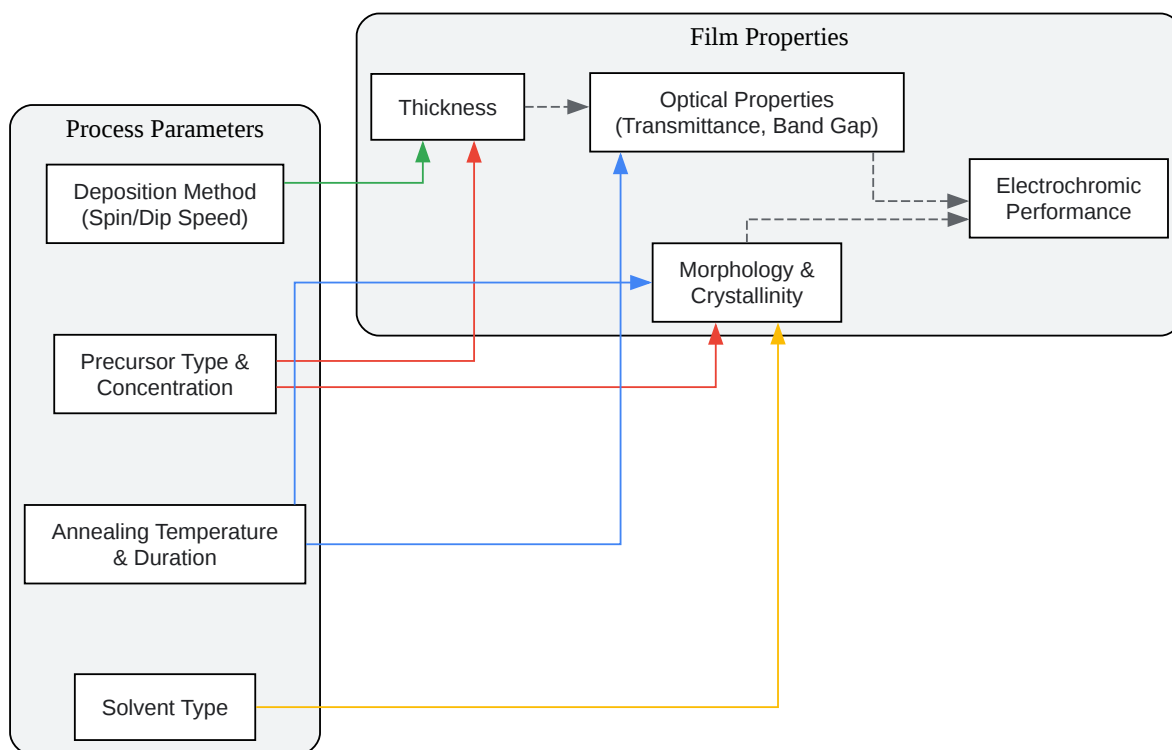 Film Properties
Thickness
Optical Properties
(Transmittance, Band Gap)
Process Parameters
Deposition Method
(Spin/Dip Speed)
Electrochromic
Performance
Morphology &
Crystallinity
Precursor Type &
Concentration
Annealing Temperature
& Duration
Solvent Type